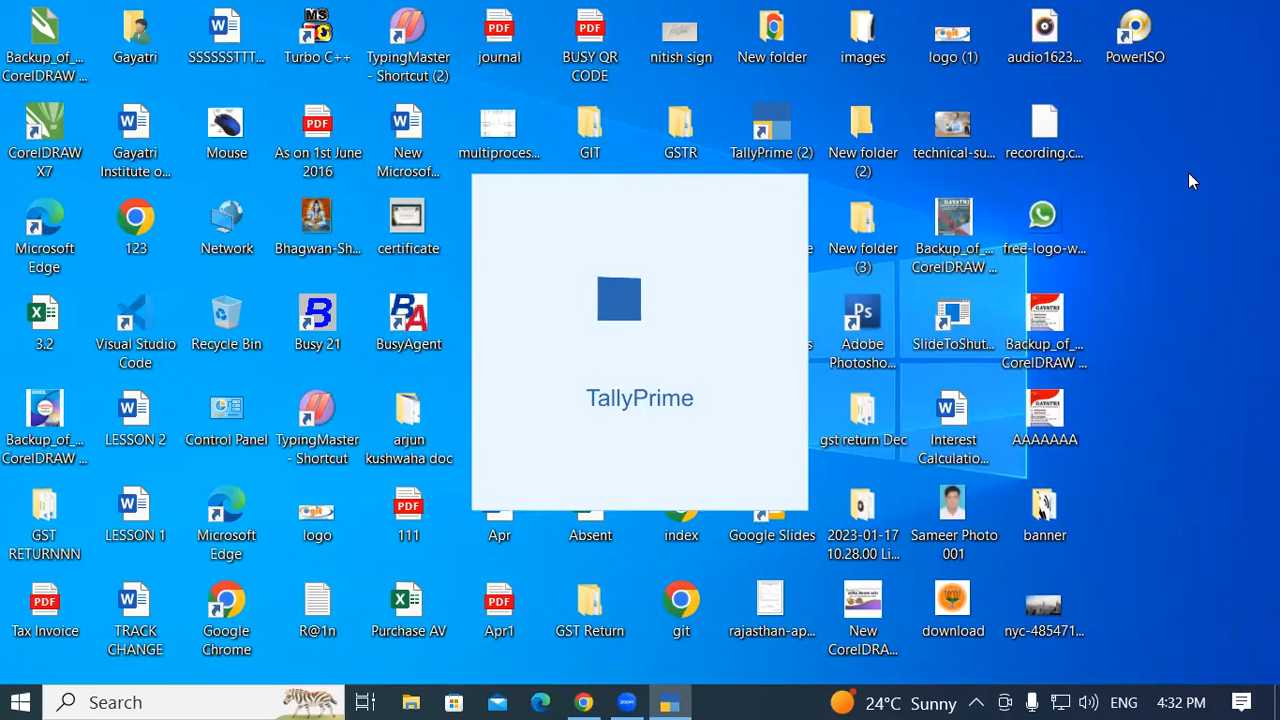 Backup_of_...
CorelDRAW ...
Gayatri
SSSSSSTTT...
MS
Turbo C++
TypingMaster
- Shortcut (2)
PDF
journal
PDF
BUSY QR
CODE
nitish sign
New folder
images
git
logo (1)
audio1623...
PowerISO
CorelDRAW
X7
Gayatri
Institute o...
Mouse
PDF
As on 1st June
2016
New
Microsof...
multiproces...
GIT
GSTR
TallyPrime (2)
New folder
(2)
technical-su...
recording.c...
Microsoft
Edge
123
Network
Bhagwan-Sh...
certificate
New folder
(3)
GAYATRI
Backup_of_...
CorelDRAW ...
free-logo-w...
3.2
Visual Studio
Code
Recycle Bin
Busy 21
BusyAgent
TallyPrime
Ps
Adobe
Photosho...
SlideToShut...
GAYATRI
Backup_of_...
CorelDRAW ...
Backup_of_...
CorelDRAW ...
LESSON 2
Control Panel
TypingMaster
- Shortcut
arjun
kushwaha doc
gst return Dec
Interest
Calculatio...
GAYATRI
AAAAAAA
GST
RETURNNN
LESSON 1
Microsoft
Edge
git
logo
PDF
111
Apr
Absent
index
Google Slides
2023-01-17
10.28.00 Li...
Sameer Photo
001
banner
PDF
Tax Invoice
TRACK
CHANGE
Google
Chrome
R@1n
Purchase AV
PDF
Apr1
GST Return
git
rajasthan-ap...
New
CorelDRA...
download
nyc-485471...
Search
zoom
24°C Sunny
ENG
4:32 PM